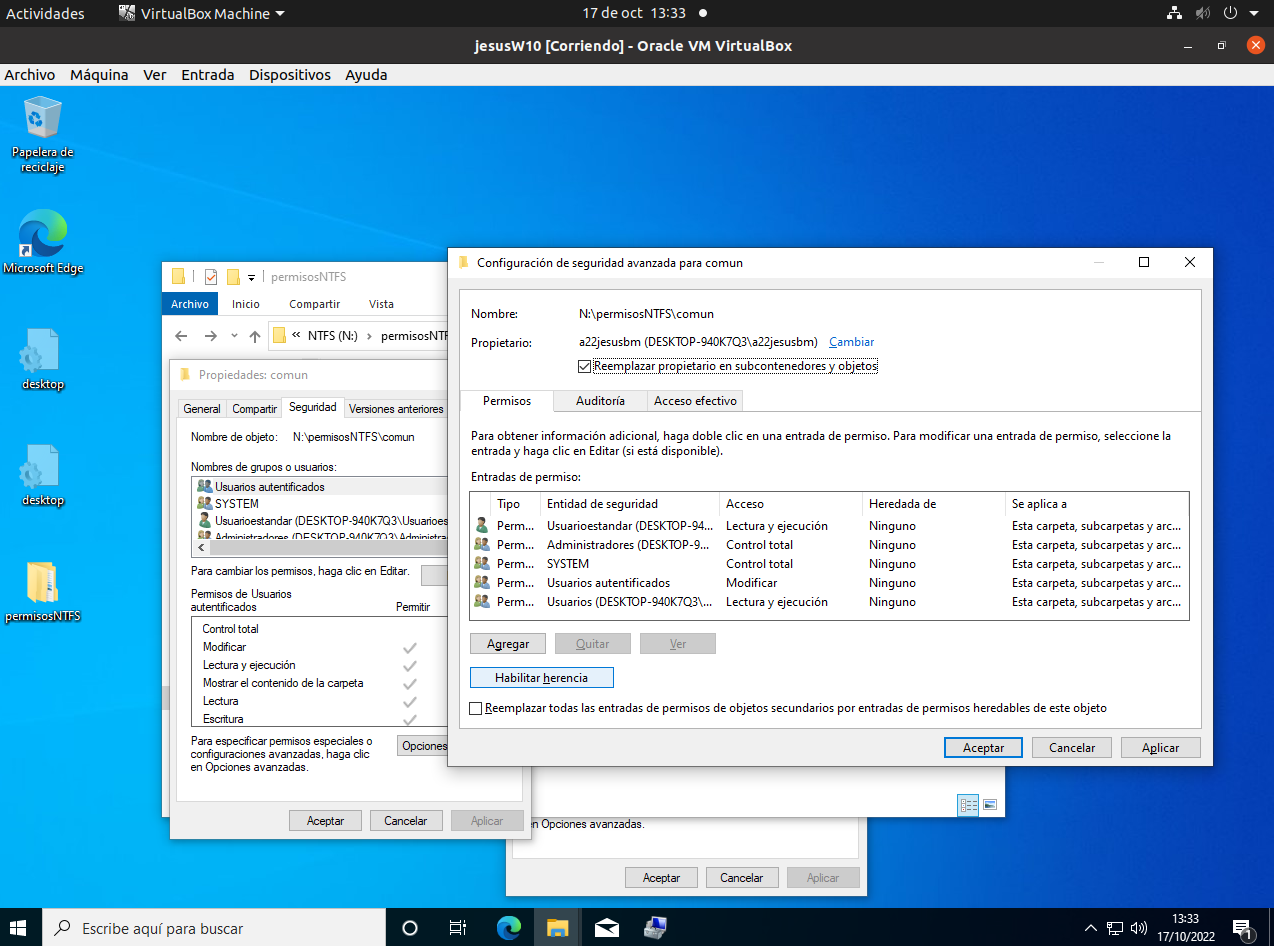 Actividades
VirtualBox Machine
17 de oct 13:33
jesusW10 [Corriendo] - Oracle VM VirtualBox
Archivo Máquina Ver Entrada Dispositivos Ayuda
Papelera de
reciclaje
Microsoft Edge
desktop
desktop
permisosNTFS
permisosNTFS
Archivo Inicio Compartir Vista
« NTFS (N:) › permisosNTF
Propiedades: comun
General Compartir Seguridad Versiones anteriores
Nombre de objeto: N:\permisosNTFS\comun
Nombres de grupos o usuarios:
Usuarios autentificados
SYSTEM
Usuarioestandar (DESKTOP-940K7Q3\Usuarioes
Administradores (DESKTOP-940K7Q3\Administra
Para cambiar los permisos, haga clic en Editar.
Permisos de Usuarios
autentificados
Permitir
Control total
Modificar
Lectura y ejecución
Mostrar el contenido de la carpeta
Lectura
Escritura
Para especificar permisos especiales o
configuraciones avanzadas, haga clic
en Opciones avanzadas.
Opciones
Aceptar Cancelar Aplicar
Configuración de seguridad avanzada para comun
Nombre: N:\permisosNTFS\comun
Propietario: a22jesusbm (DESKTOP-940K7Q3\a22jesusbm) Cambiar
Reemplazar propietario en subcontenedores y objetos
Permisos Auditoría Acceso efectivo
Para obtener información adicional, haga doble clic en una entrada de permiso. Para modificar una entrada de permiso, seleccione la
entrada y haga clic en Editar (si está disponible).
Entradas de permiso:
Tipo Entidad de seguridad Acceso Heredada de Se aplica a
Perm... Usuarioestandar (DESKTOP-94... Lectura y ejecución Ninguno Esta carpeta, subcarpetas y arc...
Perm... Administradores (DESKTOP-9... Control total Ninguno Esta carpeta, subcarpetas y arc...
Perm... SYSTEM Control total Ninguno Esta carpeta, subcarpetas y arc...
Perm... Usuarios autentificados Modificar Ninguno Esta carpeta, subcarpetas y arc...
Perm... Usuarios (DESKTOP-940K7Q3\... Lectura y ejecución Ninguno Esta carpeta, subcarpetas y arc...
Agregar Quitar Ver
Habilitar herencia
Reemplazar todas las entradas de permisos de objetos secundarios por entradas de permisos heredables de este objeto
Aceptar Cancelar Aplicar
en Opciones avanzadas.
Aceptar Cancelar Aplicar
Escribe aquí para buscar
13:33
17/10/2022
1